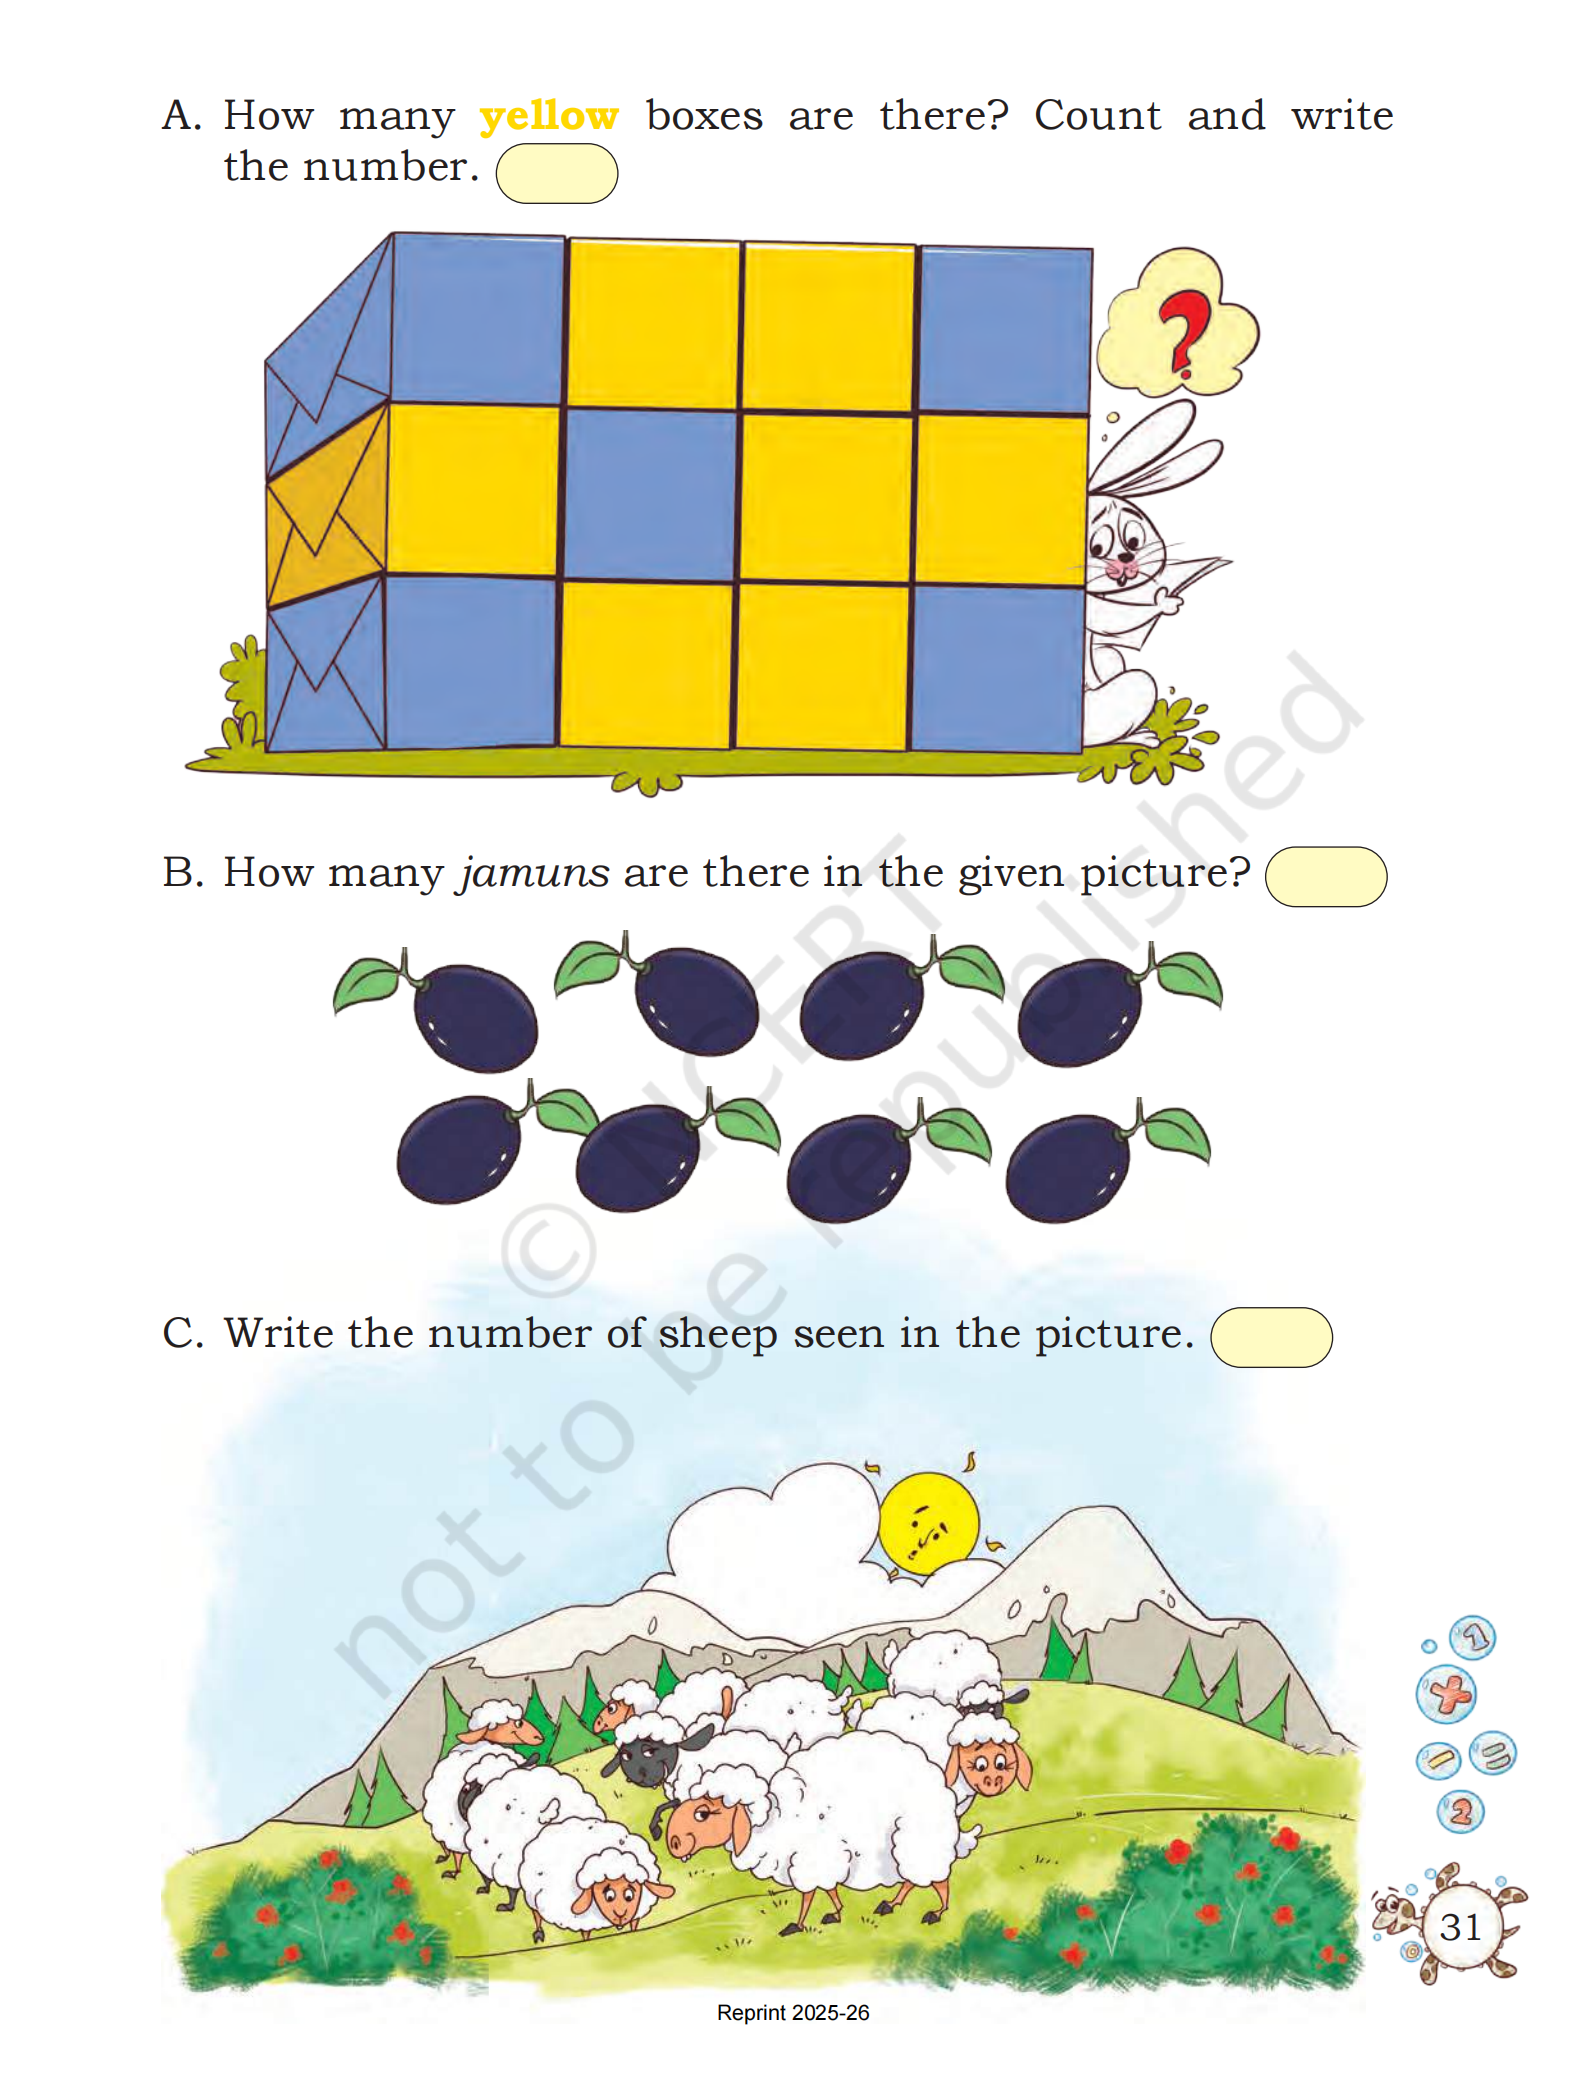 A. How many yellow boxes are there? Count and write
the number.
?
B. How many jamuns are there in the given picture?
C. Write the number of sheep seen in the picture.
© NCERT
not to be republished
1
+
−
=
2
31
Reprint 2025-26